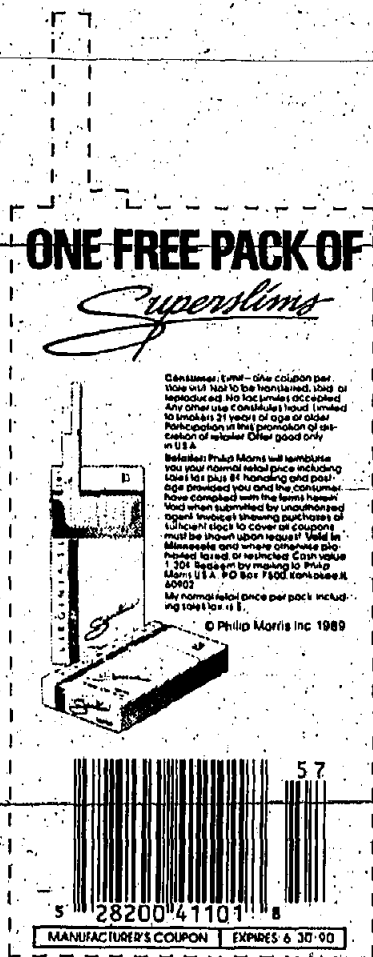 ONE FREE PACK OF
Superslims
Consumer: Limit—one coupon per
store visit Not to be transferred, sold, or
reproduced. No facsimiles accepted
Any other use constitutes fraud Limited
to smokers 21 years of age or older
Participation in this promotion at dis-
cretion of retailer Offer good only
in USA
Retailer: Philip Morris will reimburse
you your normal retail price including
sales tax plus 8¢ handling and post-
age provided you and the consumer
have complied with the terms herein
Void when submitted by unauthorized
agent Invoices showing purchases of
sufficient stock to cover all coupons
must be shown upon request Void in
Minnesota and where otherwise pro-
hibited taxed, or restricted Cash value
1/20¢ Redeem by mailing to Philip
Morris U S A. PO Box 7500, Kankakee, IL
60902
My normal retail price per pack includ-
ing sales tax is $
© Philip Morris Inc 1989
VIRGINIA SL
57
5 28200 41101 8
MANUFACTURER'S COUPON EXPIRES 6 30 90